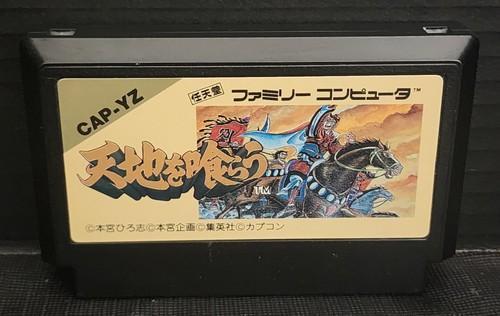 CAP-YZ
任天堂 ファミリー コンピュータ™
天地を喰らう
©本宮ひろ志©本宮企画©集英社©カプコン